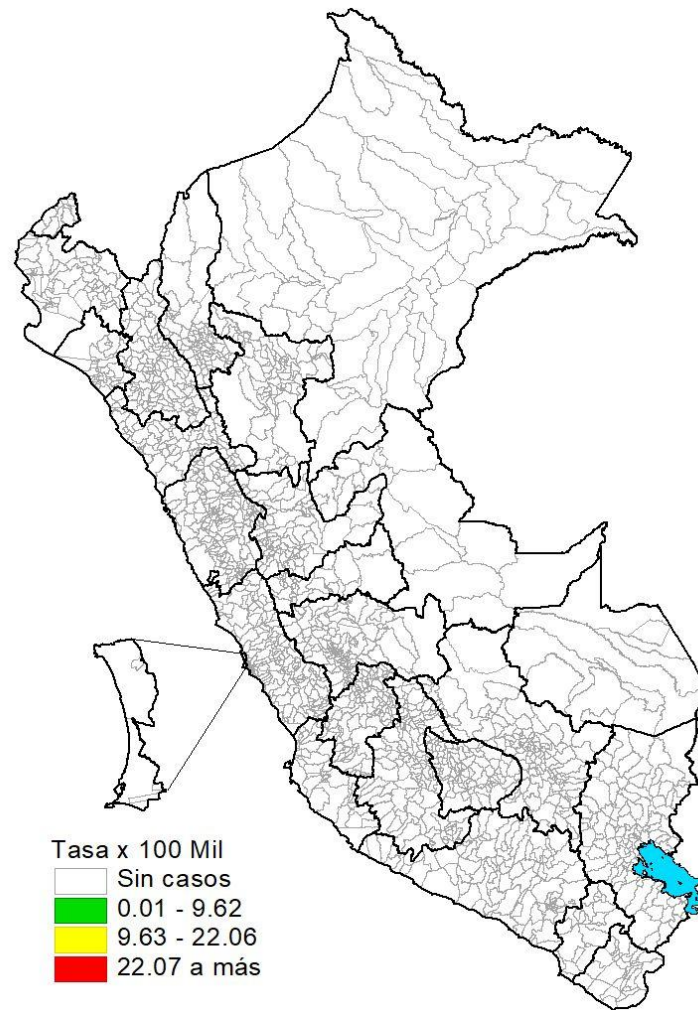 Tasa x 100 Mil
Sin casos
0.01 - 9.62
9.63 - 22.06
22.07 a más